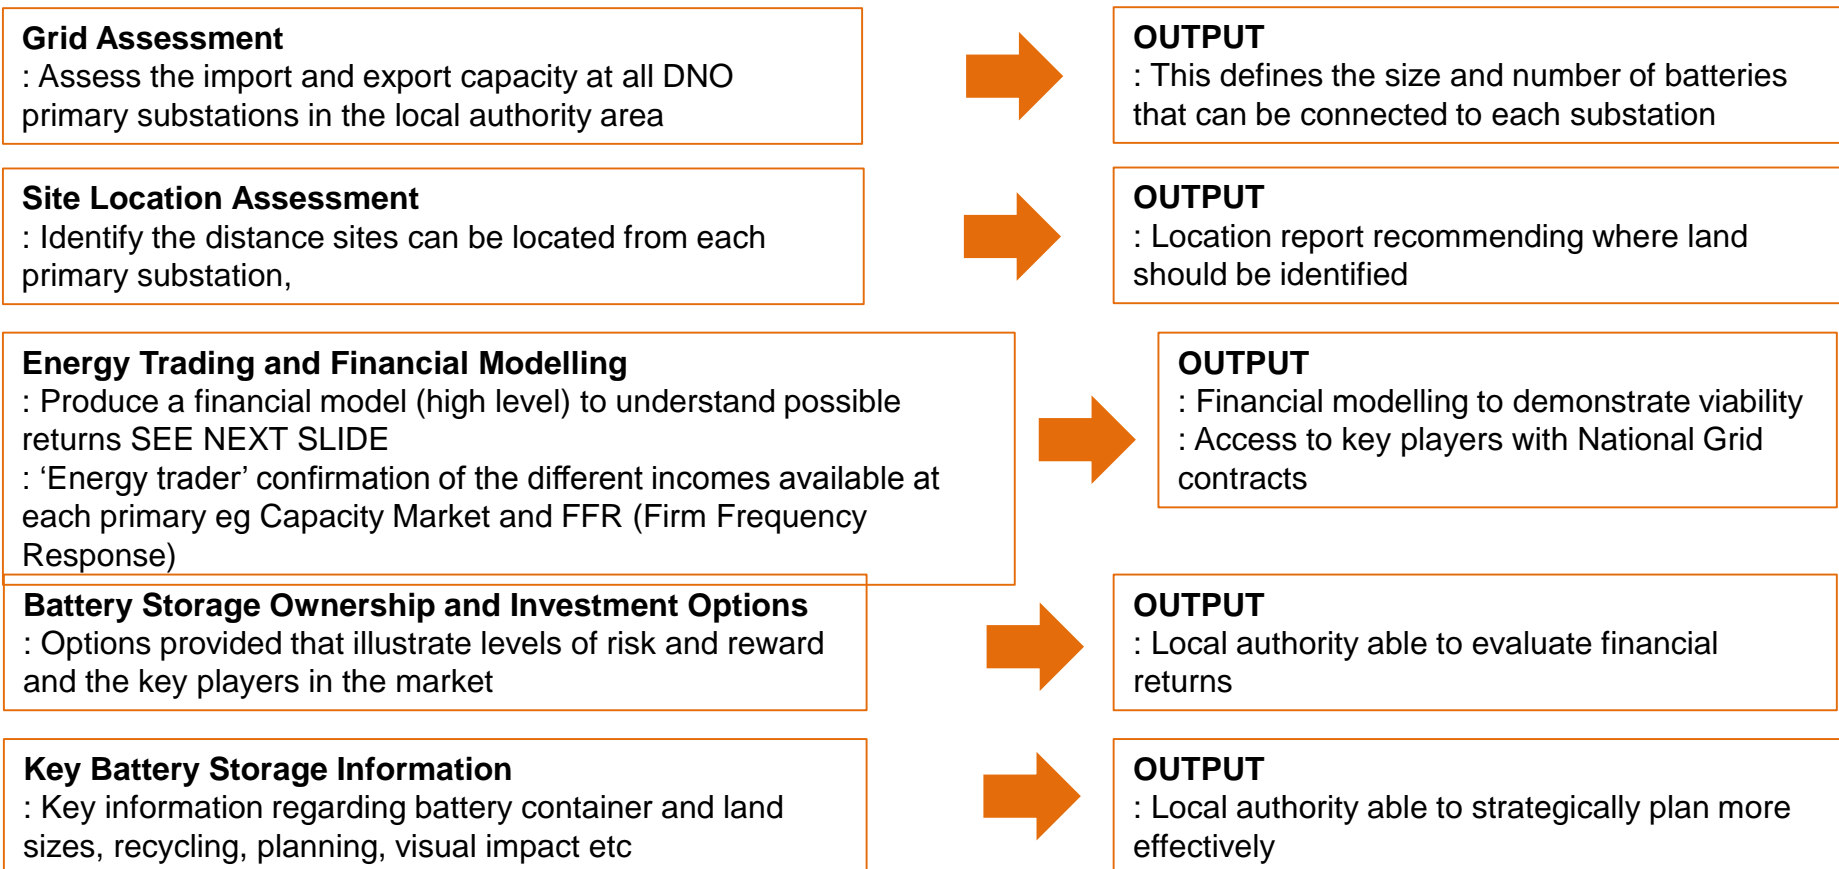 Grid Assessment
: Assess the import and export capacity at all DNO
primary substations in the local authority area
OUTPUT
: This defines the size and number of batteries
that can be connected to each substation
Site Location Assessment
: Identify the distance sites can be located from each
primary substation,
OUTPUT
: Location report recommending where land
should be identified
Energy Trading and Financial Modelling
: Produce a financial model (high level) to understand possible
returns SEE NEXT SLIDE
: ‘Energy trader’ confirmation of the different incomes available at
each primary eg Capacity Market and FFR (Firm Frequency
Response)
OUTPUT
: Financial modelling to demonstrate viability
: Access to key players with National Grid
contracts
Battery Storage Ownership and Investment Options
: Options provided that illustrate levels of risk and reward
and the key players in the market
OUTPUT
: Local authority able to evaluate financial
returns
Key Battery Storage Information
: Key information regarding battery container and land
sizes, recycling, planning, visual impact etc
OUTPUT
: Local authority able to strategically plan more
effectively